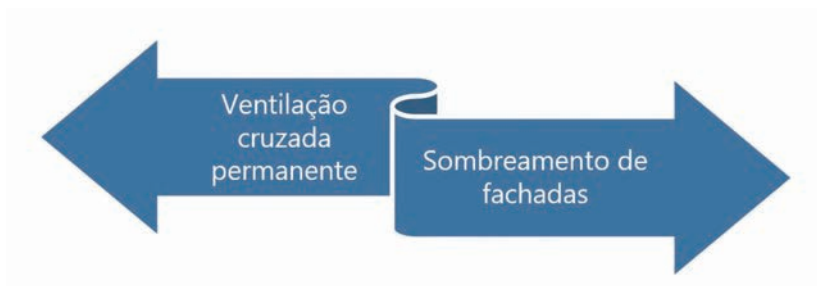 Ventilação
cruzada
permanente
Sombreamento de
fachadas